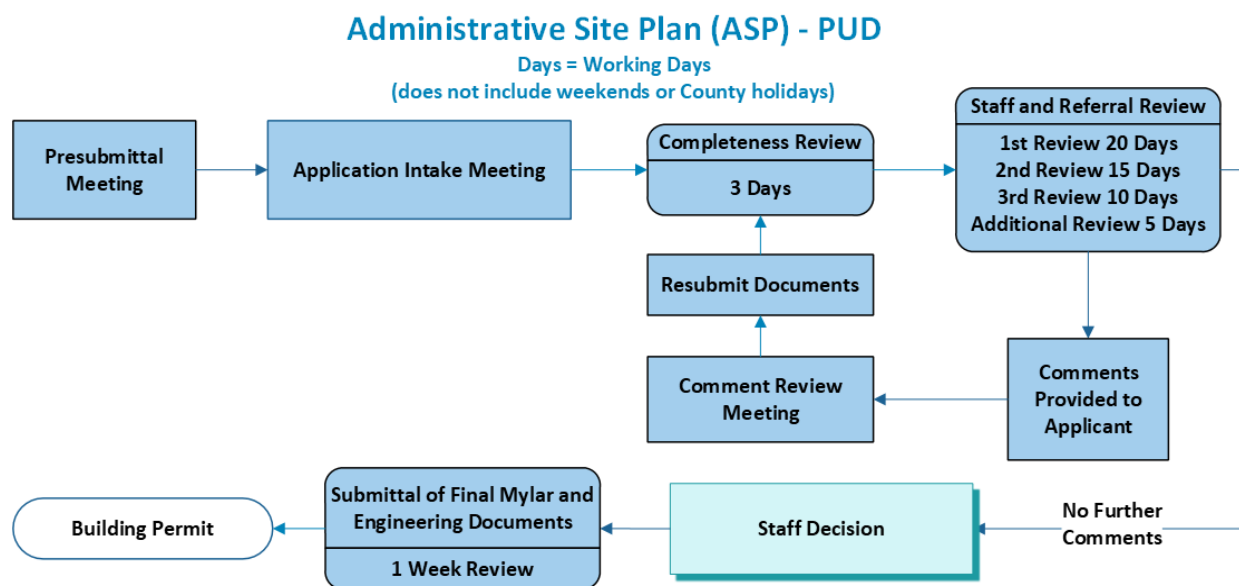 Administrative Site Plan (ASP) - PUD
Days = Working Days
(does not include weekends or County holidays)
Presubmittal
Meeting
Application Intake Meeting
Completeness Review
3 Days
Staff and Referral Review
1st Review 20 Days
2nd Review 15 Days
3rd Review 10 Days
Additional Review 5 Days
Resubmit Documents
Comment Review
Meeting
Comments
Provided to
Applicant
Building Permit
Submittal of Final Mylar and
Engineering Documents
1 Week Review
Staff Decision
No Further
Comments